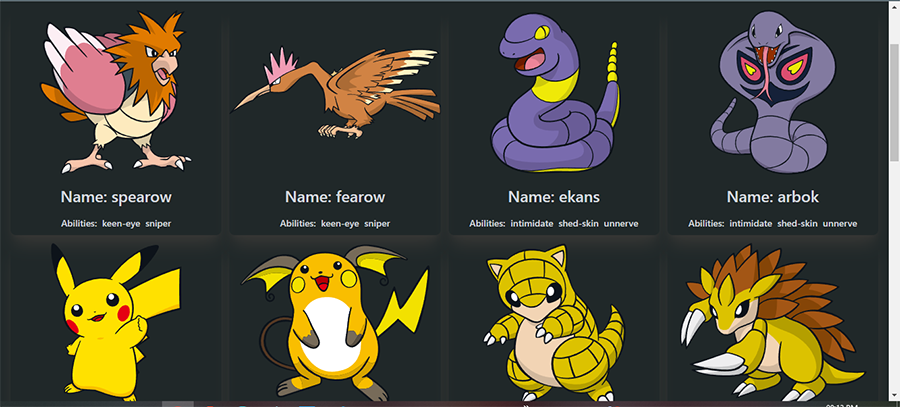 Name: spearow
Name: fearow
Name: ekans
Name: arbok
Abilities: keen-eye sniper
Abilities: keen-eye sniper
Abilities: intimidate shed-skin unnerve
Abilities: intimidate shed-skin unnerve